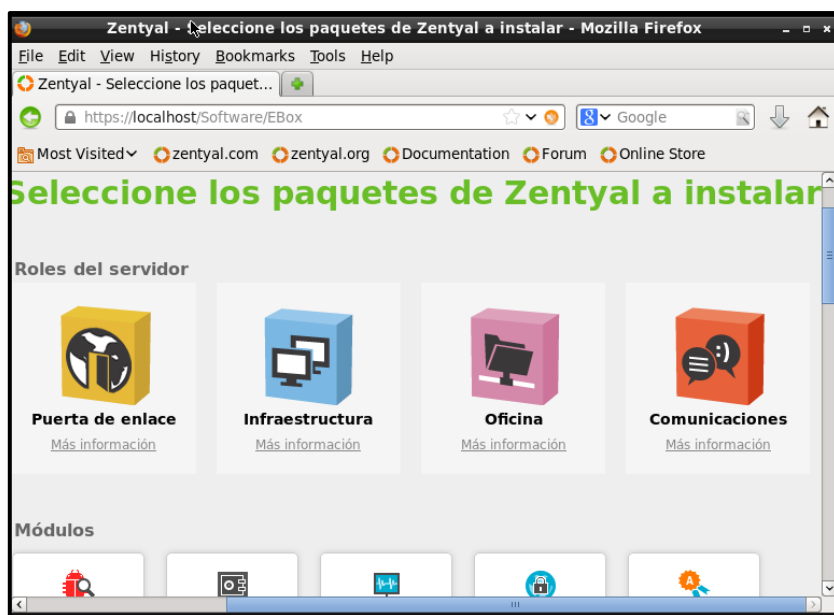 Zentyal - Seleccione los paquetes de Zentyal a instalar - Mozilla Firefox
File Edit View History Bookmarks Tools Help
Zentyal - Seleccione los paquet...
https://localhost/Software/EBox
Google
Most Visited zentyal.com zentyal.org Documentation Forum Online Store
Seleccione los paquetes de Zentyal a instalar
Roles del servidor
Puerta de enlace Infraestructura Oficina Comunicaciones
Más información Más información Más información Más información
Módulos